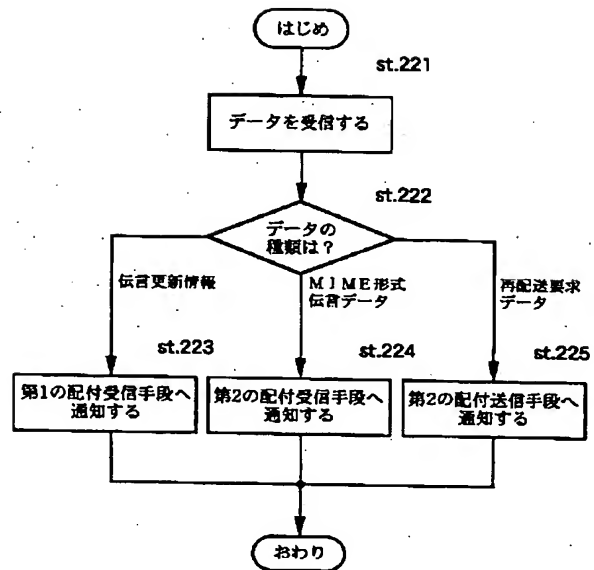 はじめ
st.221
データを受信する
st.222
データの
種類は?
伝言更新情報
MIME形式
伝言データ
再配送要求
データ
st.223
st.224
st.225
第1の配付受信手段へ
通知する
第2の配付受信手段へ
通知する
第2の配付送信手段へ
通知する
おわり